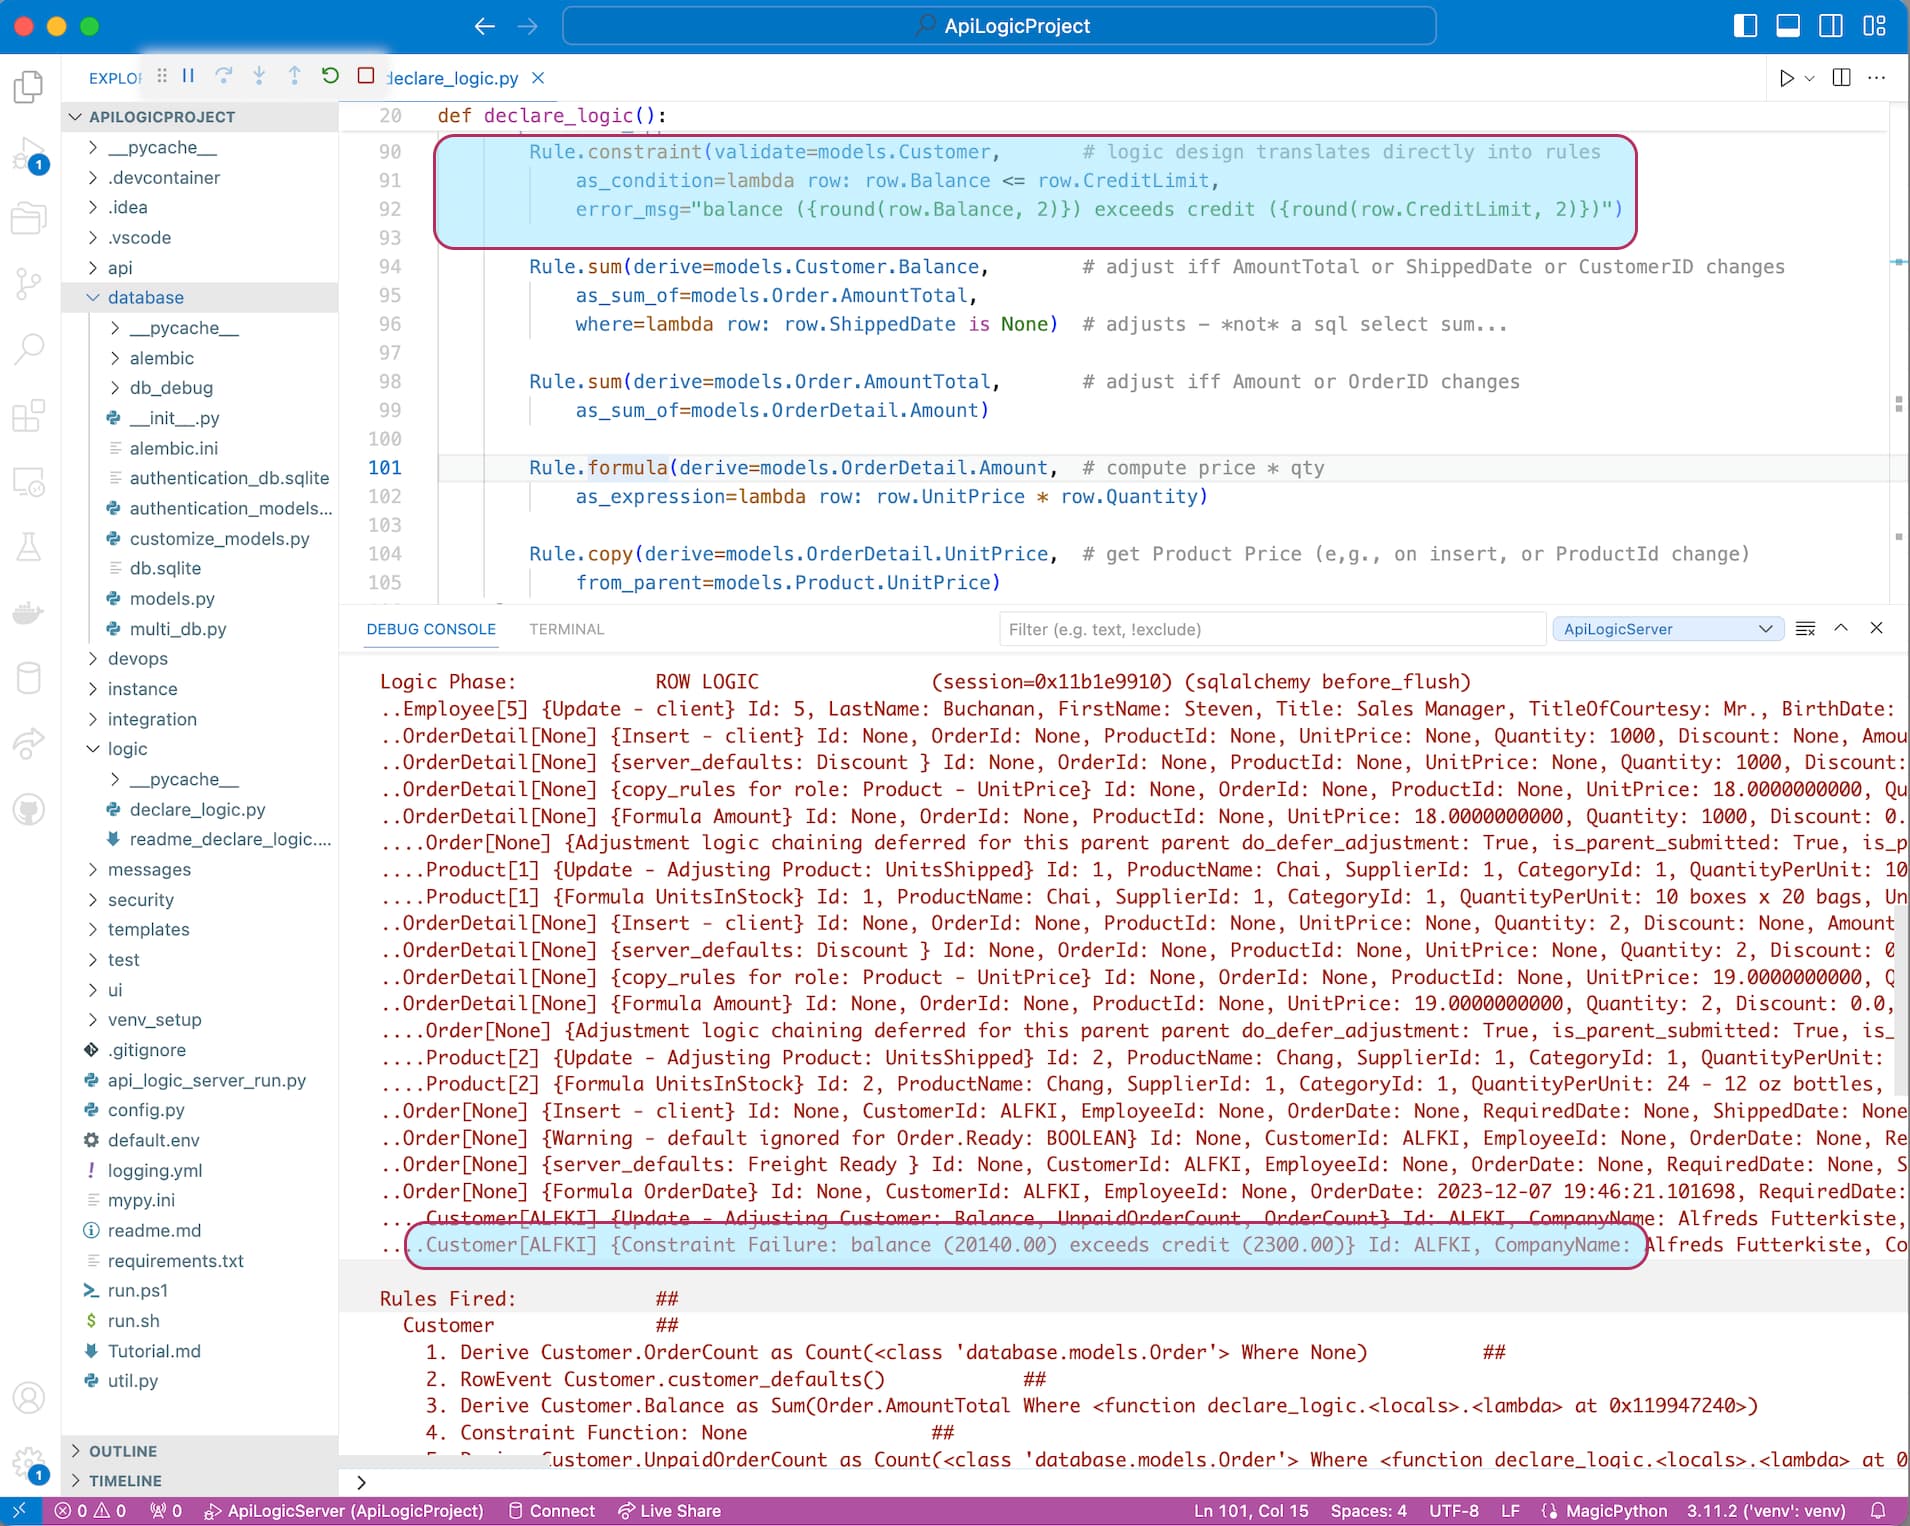 ApiLogicProject
EXPLOR
declare_logic.py
APILOGICPROJECT
__pycache__
.devcontainer
.idea
.vscode
api
database
__pycache__
alembic
db_debug
__init__.py
alembic.ini
authentication_db.sqlite
authentication_models...
customize_models.py
db.sqlite
models.py
multi_db.py
devops
instance
integration
logic
__pycache__
declare_logic.py
readme_declare_logic....
messages
security
templates
test
ui
venv_setup
.gitignore
api_logic_server_run.py
config.py
default.env
logging.yml
mypy.ini
readme.md
requirements.txt
run.ps1
run.sh
Tutorial.md
util.py
OUTLINE
TIMELINE
1
1
20 def declare_logic():
90 Rule.constraint(validate=models.Customer, # logic design translates directly into rules
91 as_condition=lambda row: row.Balance <= row.CreditLimit,
92 error_msg="balance ({round(row.Balance, 2)}) exceeds credit ({round(row.CreditLimit, 2)})")
93
94 Rule.sum(derive=models.Customer.Balance, # adjust iff AmountTotal or ShippedDate or CustomerID changes
95 as_sum_of=models.Order.AmountTotal,
96 where=lambda row: row.ShippedDate is None) # adjusts - *not* a sql select sum...
97
98 Rule.sum(derive=models.Order.AmountTotal, # adjust iff Amount or OrderID changes
99 as_sum_of=models.OrderDetail.Amount)
100
101 Rule.formula(derive=models.OrderDetail.Amount, # compute price * qty
102 as_expression=lambda row: row.UnitPrice * row.Quantity)
103
104 Rule.copy(derive=models.OrderDetail.UnitPrice, # get Product Price (e,g., on insert, or ProductId change)
105 from_parent=models.Product.UnitPrice)
DEBUG CONSOLE TERMINAL Filter (e.g. text, !exclude) ApiLogicServer
Logic Phase: ROW LOGIC (session=0x11b1e9910) (sqlalchemy before_flush)
..Employee[5] {Update - client} Id: 5, LastName: Buchanan, FirstName: Steven, Title: Sales Manager, TitleOfCourtesy: Mr., BirthDate:
..OrderDetail[None] {Insert - client} Id: None, OrderId: None, ProductId: None, UnitPrice: None, Quantity: 1000, Discount: None, Amou
..OrderDetail[None] {server_defaults: Discount } Id: None, OrderId: None, ProductId: None, UnitPrice: None, Quantity: 1000, Discount:
..OrderDetail[None] {copy_rules for role: Product - UnitPrice} Id: None, OrderId: None, ProductId: None, UnitPrice: 18.0000000000, Qu
..OrderDetail[None] {Formula Amount} Id: None, OrderId: None, ProductId: None, UnitPrice: 18.0000000000, Quantity: 1000, Discount: 0.
....Order[None] {Adjustment logic chaining deferred for this parent parent do_defer_adjustment: True, is_parent_submitted: True, is_p
....Product[1] {Update - Adjusting Product: UnitsShipped} Id: 1, ProductName: Chai, SupplierId: 1, CategoryId: 1, QuantityPerUnit: 10
....Product[1] {Formula UnitsInStock} Id: 1, ProductName: Chai, SupplierId: 1, CategoryId: 1, QuantityPerUnit: 10 boxes x 20 bags, Un
..OrderDetail[None] {Insert - client} Id: None, OrderId: None, ProductId: None, UnitPrice: None, Quantity: 2, Discount: None, Amount
..OrderDetail[None] {server_defaults: Discount } Id: None, OrderId: None, ProductId: None, UnitPrice: None, Quantity: 2, Discount: 0
..OrderDetail[None] {copy_rules for role: Product - UnitPrice} Id: None, OrderId: None, ProductId: None, UnitPrice: 19.0000000000, Q
..OrderDetail[None] {Formula Amount} Id: None, OrderId: None, ProductId: None, UnitPrice: 19.0000000000, Quantity: 2, Discount: 0.0,
....Order[None] {Adjustment logic chaining deferred for this parent parent do_defer_adjustment: True, is_parent_submitted: True, is_
....Product[2] {Update - Adjusting Product: UnitsShipped} Id: 2, ProductName: Chang, SupplierId: 1, CategoryId: 1, QuantityPerUnit:
....Product[2] {Formula UnitsInStock} Id: 2, ProductName: Chang, SupplierId: 1, CategoryId: 1, QuantityPerUnit: 24 - 12 oz bottles,
..Order[None] {Insert - client} Id: None, CustomerId: ALFKI, EmployeeId: None, OrderDate: None, RequiredDate: None, ShippedDate: None
..Order[None] {Warning - default ignored for Order.Ready: BOOLEAN} Id: None, CustomerId: ALFKI, EmployeeId: None, OrderDate: None, Re
..Order[None] {server_defaults: Freight Ready } Id: None, CustomerId: ALFKI, EmployeeId: None, OrderDate: None, RequiredDate: None, S
..Order[None] {Formula OrderDate} Id: None, CustomerId: ALFKI, EmployeeId: None, OrderDate: 2023-12-07 19:46:21.101698, RequiredDate:
....Customer[ALFKI] {Update - Adjusting Customer: Balance, UnpaidOrderCount, OrderCount} Id: ALFKI, CompanyName: Alfreds Futterkiste,
....Customer[ALFKI] {Constraint Failure: balance (20140.00) exceeds credit (2300.00)} Id: ALFKI, CompanyName: Alfreds Futterkiste, Co
Rules Fired: ##
Customer ##
1. Derive Customer.OrderCount as Count(<class 'database.models.Order'> Where None) ##
2. RowEvent Customer.customer_defaults() ##
3. Derive Customer.Balance as Sum(Order.AmountTotal Where <function declare_logic.<locals>.<lambda> at 0x119947240>)
4. Constraint Function: None ##
ustomer.UnpaidOrderCount as Count(<class 'database.models.Order'> Where <function declare_logic.<locals>.<lambda> at 0
0 0 0 ApiLogicServer (ApiLogicProject) Connect Live Share Ln 101, Col 15 Spaces: 4 UTF-8 LF MagicPython 3.11.2 ('venv': venv)